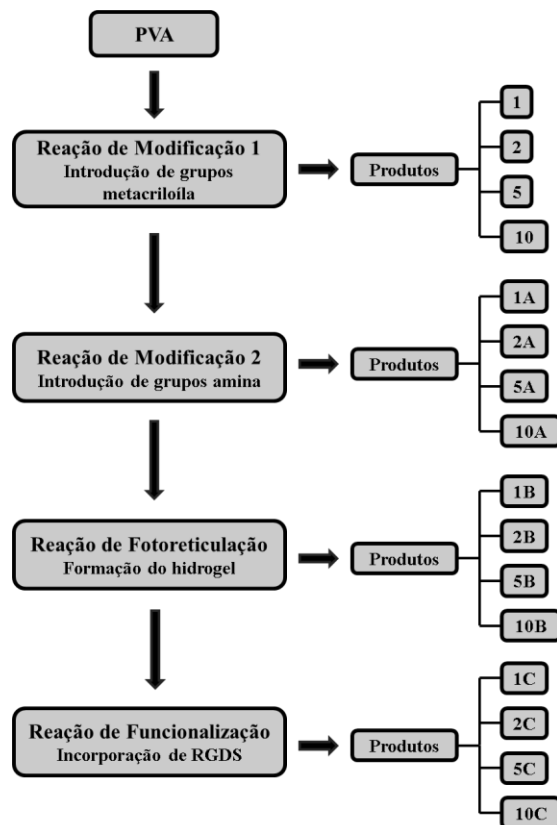 PVA
Reação de Modificação 1
Introdução de grupos
metacriloíla
Produtos
1
2
5
10
Reação de Modificação 2
Introdução de grupos amina
Produtos
1A
2A
5A
10A
Reação de Fotoreticulação
Formação do hidrogel
Produtos
1B
2B
5B
10B
Reação de Funcionalização
Incorporação de RGDS
Produtos
1C
2C
5C
10C